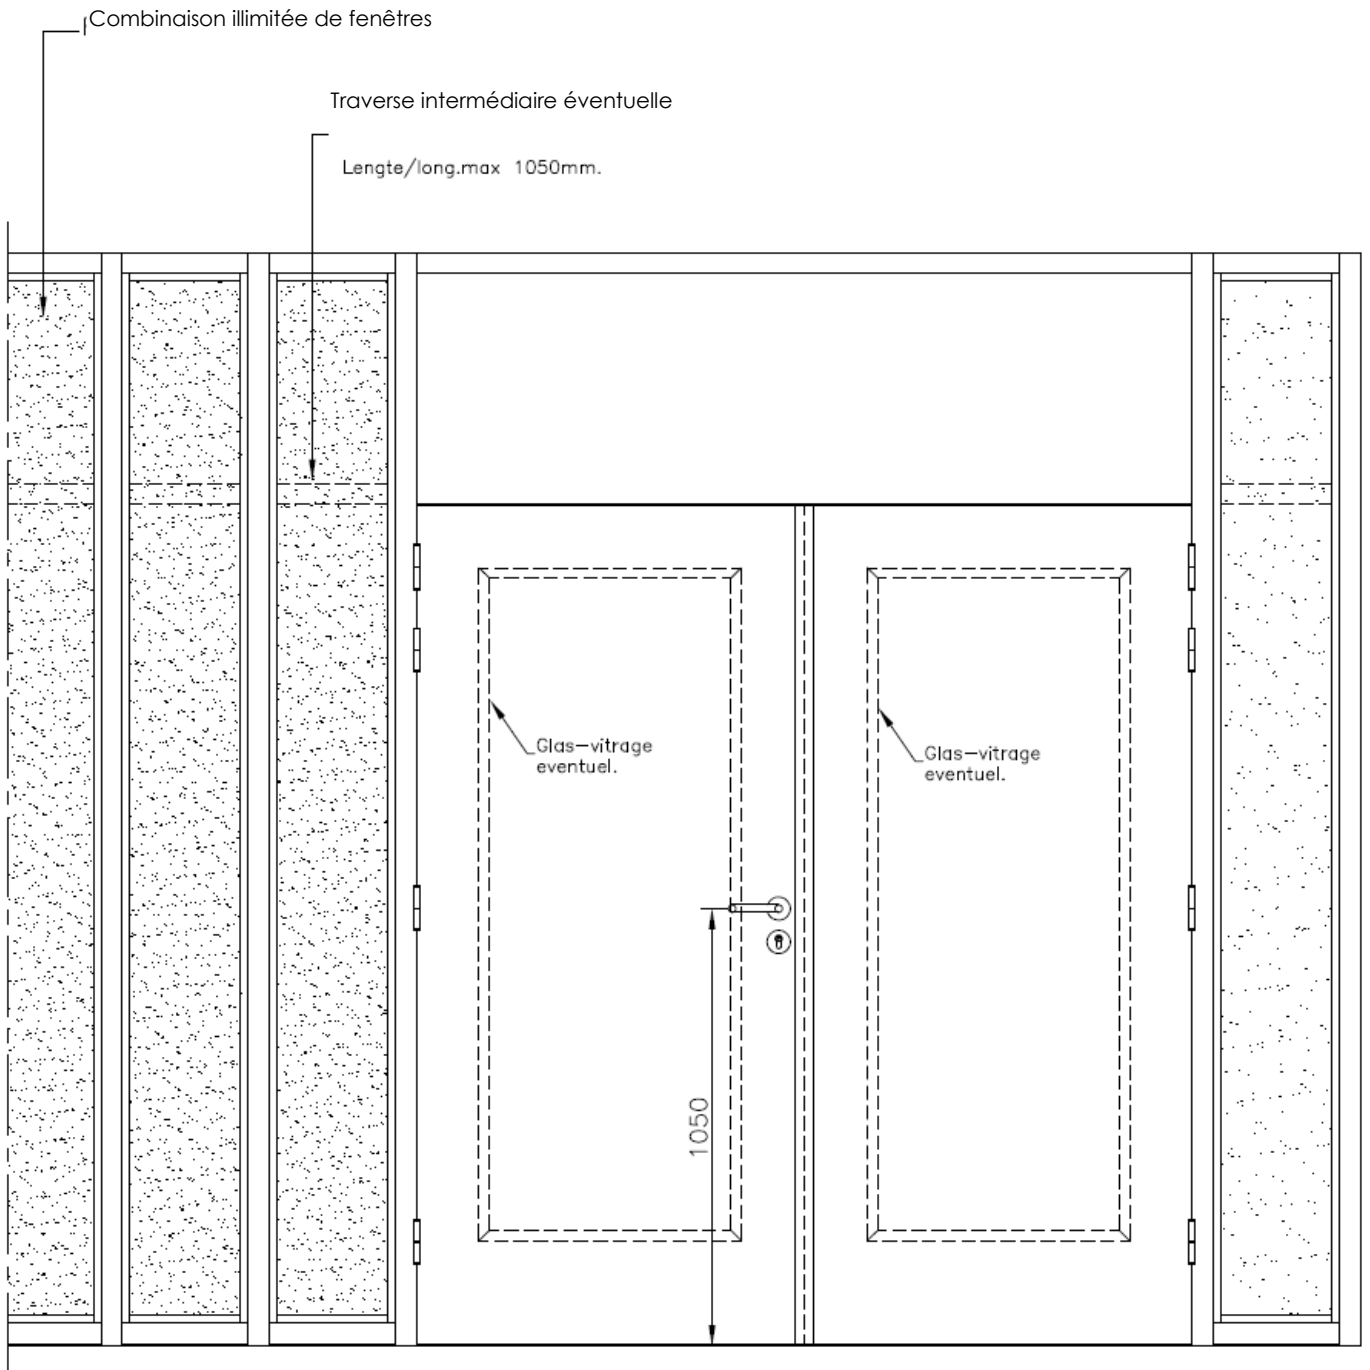 Combinaison illimitée de fenêtres
Traverse intermédiaire éventuelle
Lengte/long.max 1050mm.
Glas-vitrage
eventuel.
Glas-vitrage
eventuel.
1050